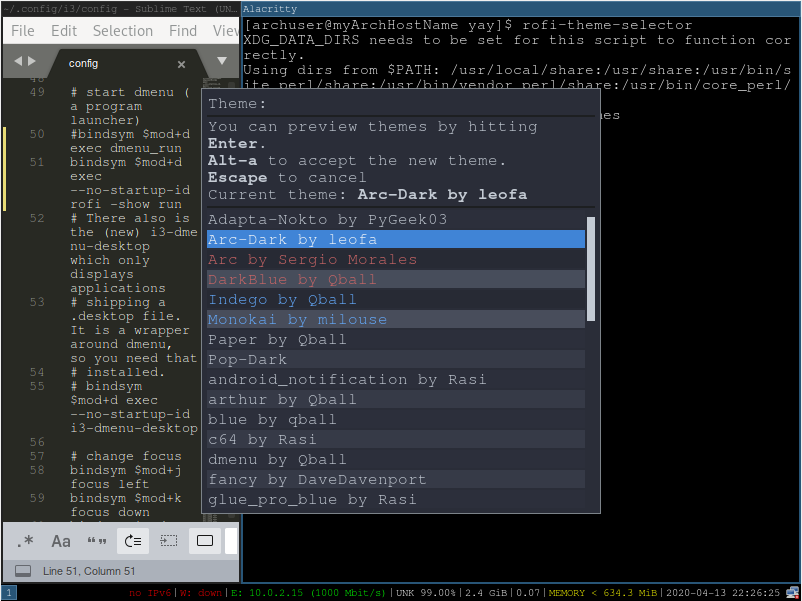 ~/.config/i3/config - Sublime Text (UN…
File Edit Selection Find View
config
49 # start dmenu (
a program
launcher)
50 #bindsym $mod+d
exec dmenu_run
51 bindsym $mod+d
exec
--no-startup-id
rofi -show run
52 # There also is
the (new) i3-dme
nu-desktop
which only
displays
applications
53 # shipping a
.desktop file.
It is a wrapper
around dmenu,
so you need that
54 # installed.
55 # bindsym
$mod+d exec
--no-startup-id
i3-dmenu-desktop
56
57 # change focus
58 bindsym $mod+j
focus left
59 bindsym $mod+k
focus down
.* Aa “”
Line 51, Column 51
Alacritty
[archuser@myArchHostName yay]$ rofi-theme-selector
XDG_DATA_DIRS needs to be set for this script to function cor
rectly.
Using dirs from $PATH: /usr/local/share:/usr/share:/usr/bin/s
ite_perl/share:/usr/bin/vendor_perl/share:/usr/bin/core_perl/
mes
Theme:
You can preview themes by hitting
Enter.
Alt-a to accept the new theme.
Escape to cancel
Current theme: Arc-Dark by leofa
Adapta-Nokto by PyGeek03
Arc-Dark by leofa
Arc by Sergio Morales
DarkBlue by Qball
Indego by Qball
Monokai by milouse
Paper by Qball
Pop-Dark
android_notification by Rasi
arthur by Qball
blue by qball
c64 by Rasi
dmenu by Qball
fancy by DaveDavenport
glue_pro_blue by Rasi
1 no IPv6|W: down|E: 10.0.2.15 (1000 Mbit/s)|UNK 99.00%|2.4 GiB|0.07|MEMORY < 634.3 MiB|2020-04-13 22:26:25